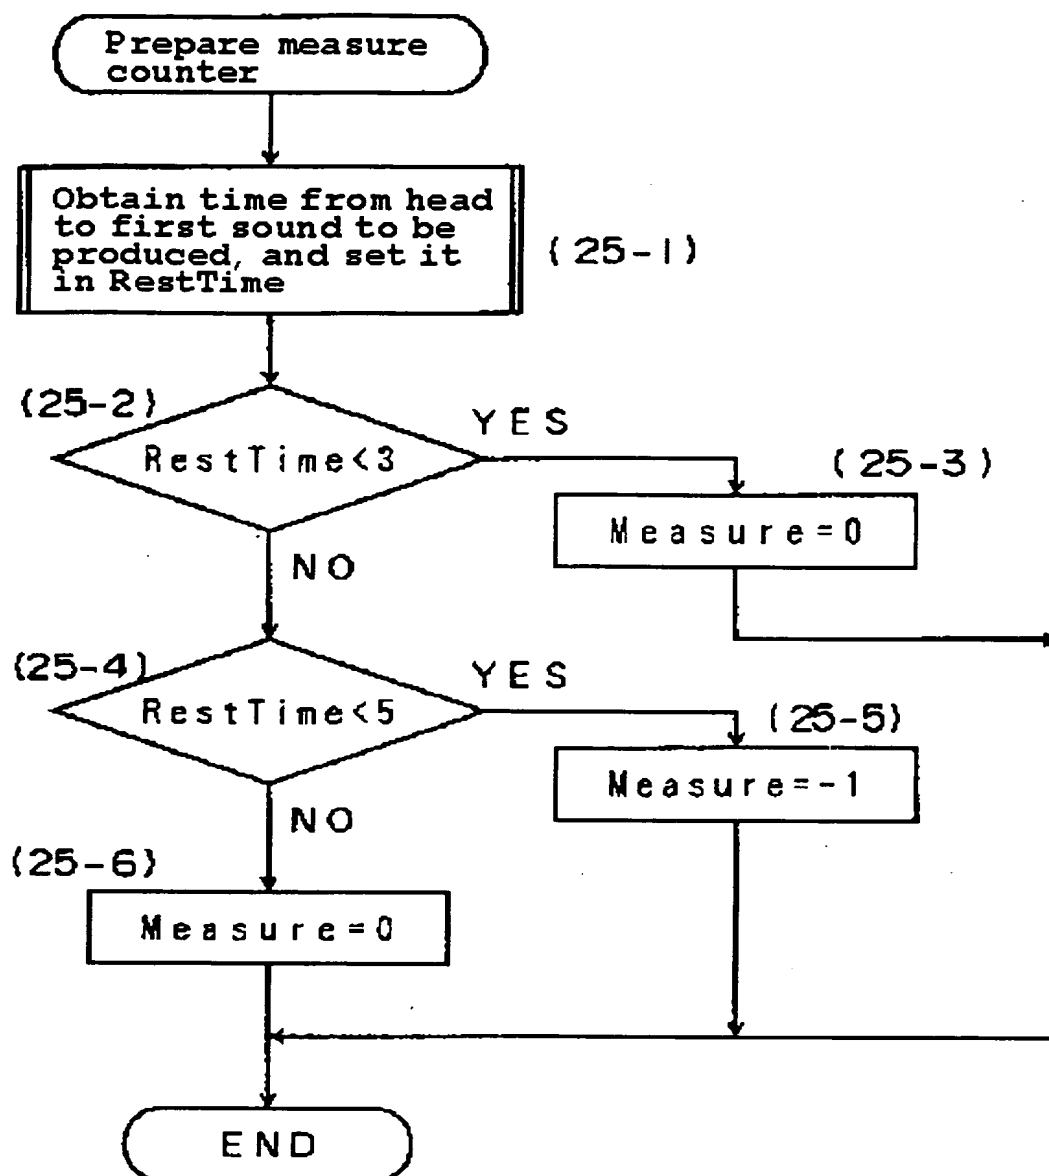 Prepare measure
counter
Obtain time from head
to first sound to be
produced, and set it
in RestTime
(25-1)
(25-2)
RestTime<3
YES
(25-3)
Measure=0
NO
(25-4)
RestTime<5
YES
(25-5)
Measure=-1
NO
(25-6)
Measure=0
END